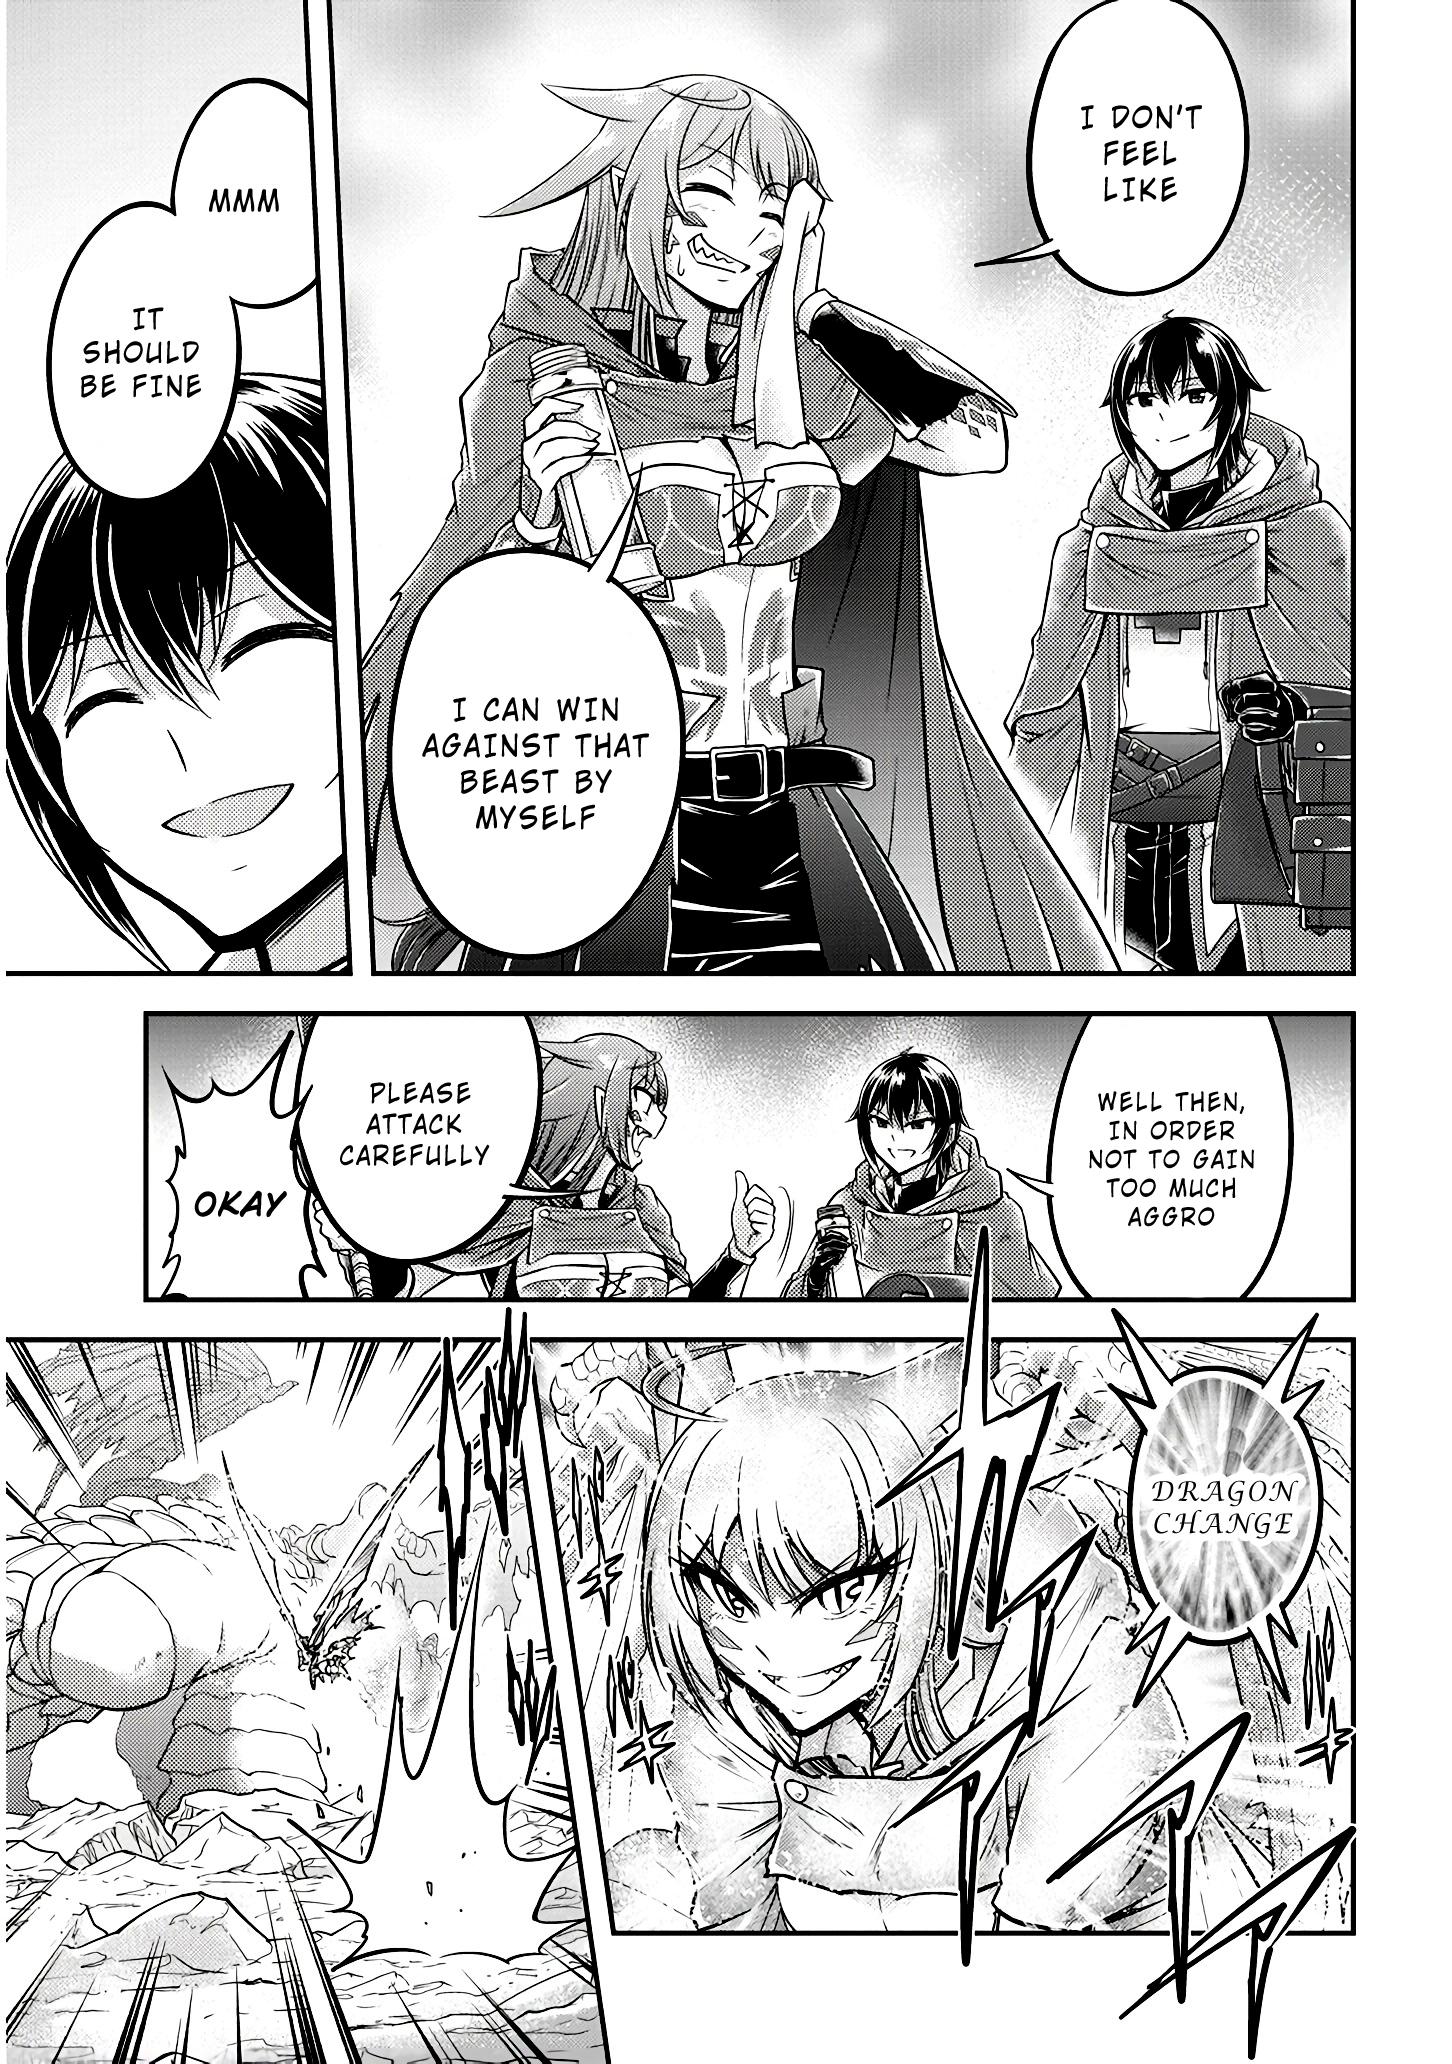 I DON'T
FEEL
LIKE
I CAN WIN
AGAINST THAT
BEAST BY
MYSELF
MMM
IT
SHOULD
BE FINE
WELL THEN,
IN ORDER
NOT TO GAIN
TOO MUCH
AGGRO
PLEASE
ATTACK
CAREFULLY
OKAY
DRAGON
CHANGE